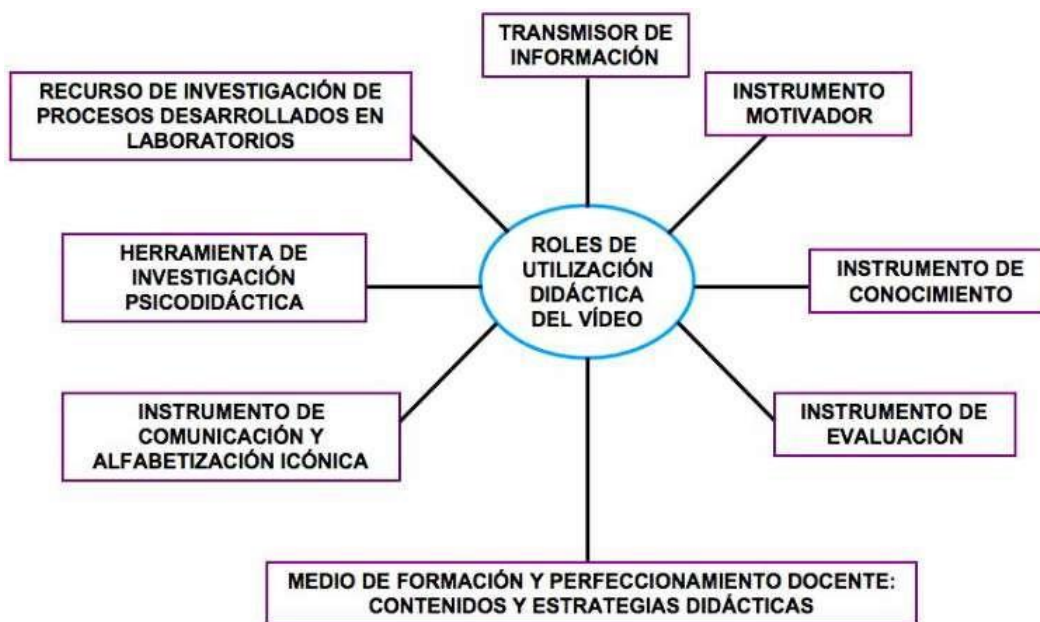 TRANSMISOR DE
INFORMACIÓN
RECURSO DE INVESTIGACIÓN DE
PROCESOS DESARROLLADOS EN
LABORATORIOS
INSTRUMENTO
MOTIVADOR
HERRAMIENTA DE
INVESTIGACIÓN
PSICODIDÁCTICA
ROLES DE
UTILIZACIÓN
DIDÁCTICA
DEL VÍDEO
INSTRUMENTO DE
CONOCIMIENTO
INSTRUMENTO DE
COMUNICACIÓN Y
ALFABETIZACIÓN ICÓNICA
INSTRUMENTO DE
EVALUACIÓN
MEDIO DE FORMACIÓN Y PERFECCIONAMIENTO DOCENTE:
CONTENIDOS Y ESTRATEGIAS DIDÁCTICAS